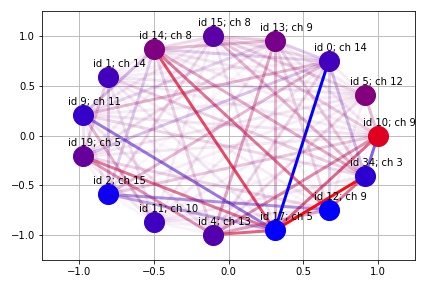 id 15; ch 8
id 14; ch 8
id 13; ch 9
id 0; ch 14
id 1; ch 14
id 5; ch 12
id 9; ch 11
id 10; ch 9
id 19; ch 5
id 34; ch 3
id 2; ch 15
id 12; ch 9
id 11; ch 10
id 17; ch 5
id 4; ch 13
1.0
0.5
0.0
−0.5
−1.0
−1.0 −0.5 0.0 0.5 1.0